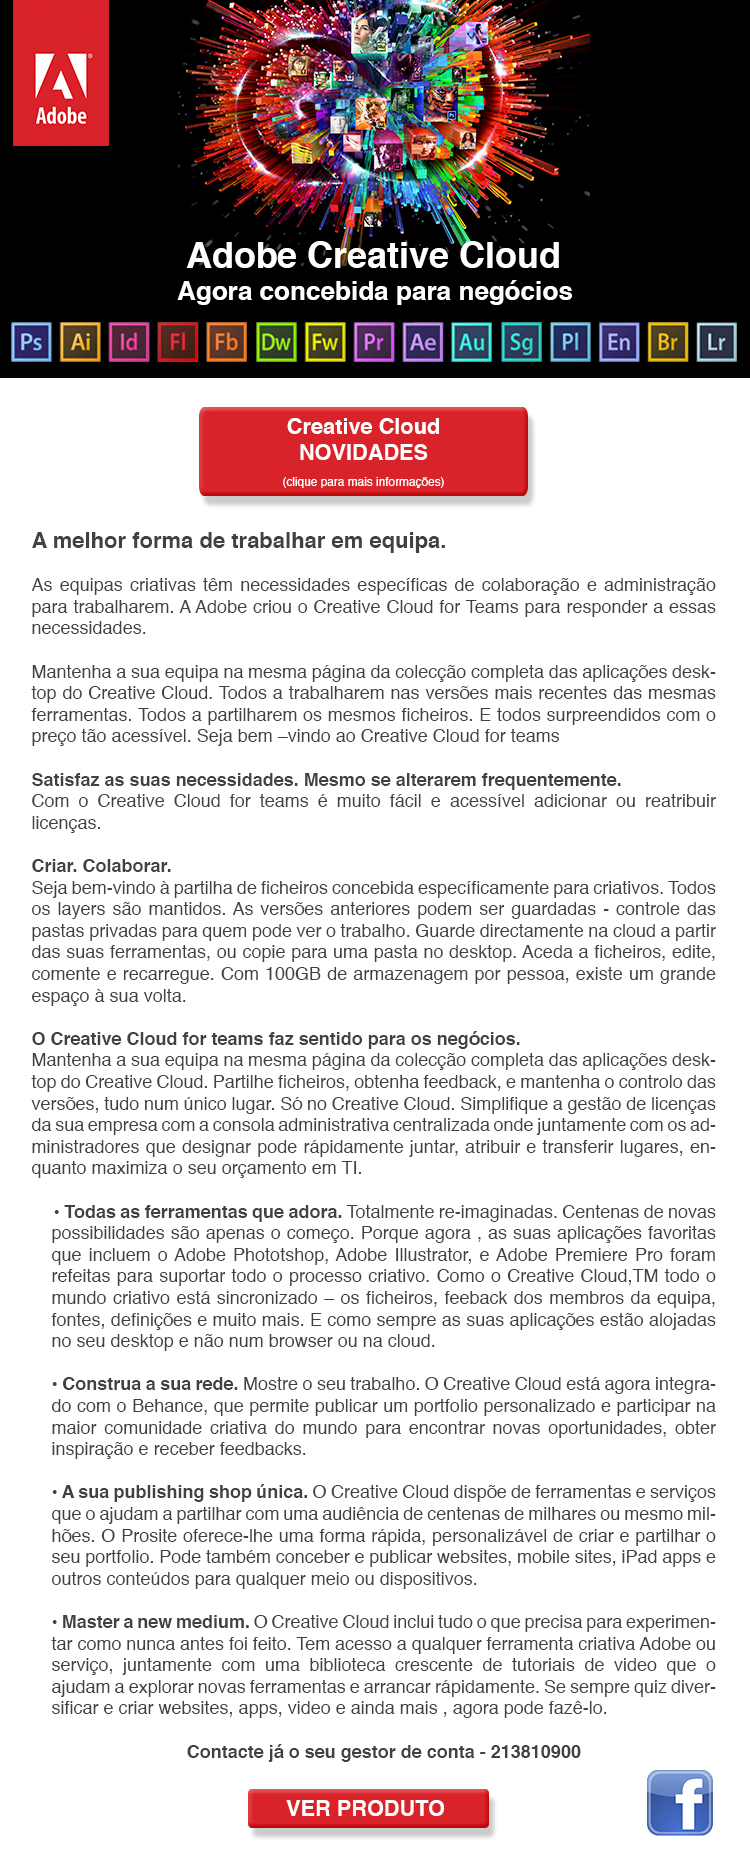 Adobe
Adobe Creative Cloud
Agora concebida para negócios
Ps Ai Id Fl Fb Dw Fw Pr Ae Au Sg Pl En Br Lr
Creative Cloud
NOVIDADES
(clique para mais informações)
A melhor forma de trabalhar em equipa.
As equipas criativas têm necessidades específicas de colaboração e administração
para trabalharem. A Adobe criou o Creative Cloud for Teams para responder a essas
necessidades.
Mantenha a sua equipa na mesma página da colecção completa das aplicações desk-
top do Creative Cloud. Todos a trabalharem nas versões mais recentes das mesmas
ferramentas. Todos a partilharem os mesmos ficheiros. E todos surpreendidos com o
preço tão acessível. Seja bem –vindo ao Creative Cloud for teams
Satisfaz as suas necessidades. Mesmo se alterarem frequentemente.
Com o Creative Cloud for teams é muito fácil e acessível adicionar ou reatribuir
licenças.
Criar. Colaborar.
Seja bem-vindo à partilha de ficheiros concebida específicamente para criativos. Todos
os layers são mantidos. As versões anteriores podem ser guardadas - controle das
pastas privadas para quem pode ver o trabalho. Guarde directamente na cloud a partir
das suas ferramentas, ou copie para uma pasta no desktop. Aceda a ficheiros, edite,
comente e recarregue. Com 100GB de armazenagem por pessoa, existe um grande
espaço à sua volta.
O Creative Cloud for teams faz sentido para os negócios.
Mantenha a sua equipa na mesma página da colecção completa das aplicações desk-
top do Creative Cloud. Partilhe ficheiros, obtenha feedback, e mantenha o controlo das
versões, tudo num único lugar. Só no Creative Cloud. Simplifique a gestão de licenças
da sua empresa com a consola administrativa centralizada onde juntamente com os ad-
ministradores que designar pode rápidamente juntar, atribuir e transferir lugares, en-
quanto maximiza o seu orçamento em TI.
• Todas as ferramentas que adora. Totalmente re-imaginadas. Centenas de novas
possibilidades são apenas o começo. Porque agora , as suas aplicações favoritas
que incluem o Adobe Phototshop, Adobe Illustrator, e Adobe Premiere Pro foram
refeitas para suportar todo o processo criativo. Como o Creative Cloud,TM todo o
mundo criativo está sincronizado – os ficheiros, feeback dos membros da equipa,
fontes, definições e muito mais. E como sempre as suas aplicações estão alojadas
no seu desktop e não num browser ou na cloud.
• Construa a sua rede. Mostre o seu trabalho. O Creative Cloud está agora integra-
do com o Behance, que permite publicar um portfolio personalizado e participar na
maior comunidade criativa do mundo para encontrar novas oportunidades, obter
inspiração e receber feedbacks.
• A sua publishing shop única. O Creative Cloud dispõe de ferramentas e serviços
que o ajudam a partilhar com uma audiência de centenas de milhares ou mesmo mil-
hões. O Prosite oferece-lhe uma forma rápida, personalizável de criar e partilhar o
seu portfolio. Pode também conceber e publicar websites, mobile sites, iPad apps e
outros conteúdos para qualquer meio ou dispositivos.
• Master a new medium. O Creative Cloud inclui tudo o que precisa para experimen-
tar como nunca antes foi feito. Tem acesso a qualquer ferramenta criativa Adobe ou
serviço, juntamente com uma biblioteca crescente de tutoriais de video que o
ajudam a explorar novas ferramentas e arrancar rápidamente. Se sempre quiz diver-
sificar e criar websites, apps, video e ainda mais , agora pode fazê-lo.
Contacte já o seu gestor de conta - 213810900
VER PRODUTO
f